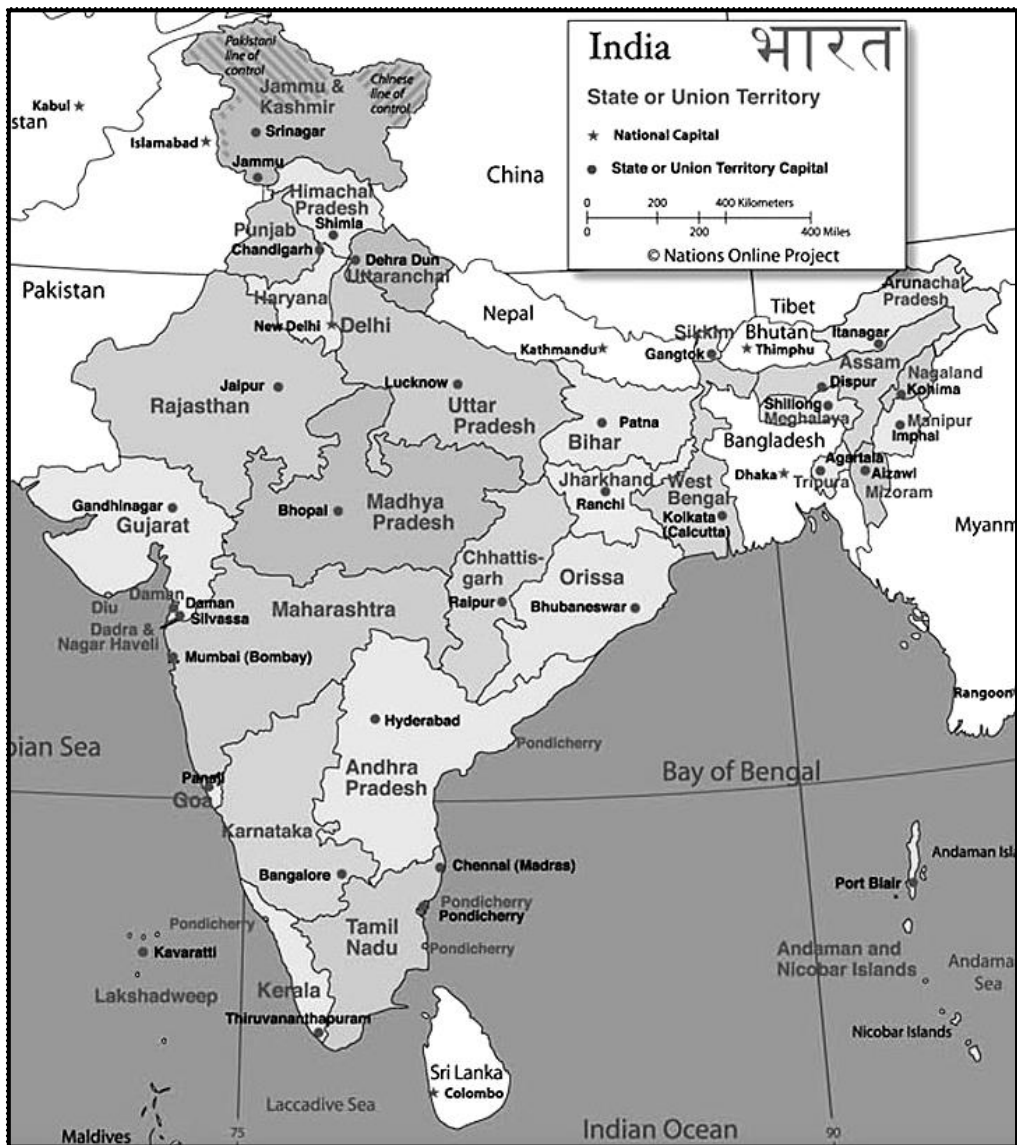 India भारत
State or Union Territory
National Capital
State or Union Territory Capital
0 200 400 Kilometers
0 200 400 Miles
© Nations Online Project
Pakistani
line of
control
Chinese
line of
control
Jammu &
Kashmir
Kabul
stan
Srinagar
Islamabad
Jammu
China
Himachal
Pradesh
Shimla
Punjab
Chandigarh
Dehra Dun
Uttaranchal
Pakistan
Haryana
New Delhi
Delhi
Nepal
Kathmandu
Tibet
Arunachal
Pradesh
Sikkim
Bhutan
Itanagar
Gangtok
Thimphu
Assam
Jaipur
Rajasthan
Lucknow
Uttar
Pradesh
Dispur
Nagaland
Kohima
Shillong
Meghalaya
Patna
Bihar
Manipur
Imphal
Bangladesh
Dhaka
Agartala
Tripura
Aizawl
Mizoram
Jharkhand
Ranchi
West
Bengal
Kolkata
(Calcutta)
Gandhinagar
Gujarat
Bhopal
Madhya
Pradesh
Myanm
Chhattis-
garh
Raipur
Orissa
Bhubaneswar
Daman
Diu
Daman
Silvassa
Dadra &
Nagar Haveli
Maharashtra
Mumbai (Bombay)
Rangoon
Hyderabad
Pondicherry
bian Sea
Andhra
Pradesh
Bay of Bengal
Panaji
Goa
Karnataka
Bangalore
Chennai (Madras)
Andaman Isl
Port Blair
Pondicherry
Pondicherry
Pondicherry
Tamil
Nadu
Pondicherry
Kavaratti
Lakshadweep
Kerala
Thiruvananthapuram
Andaman and
Nicobar Islands
Andama
Sea
Nicobar Islands
Sri Lanka
Colombo
Laccadive Sea
Maldives
75
Indian Ocean
90